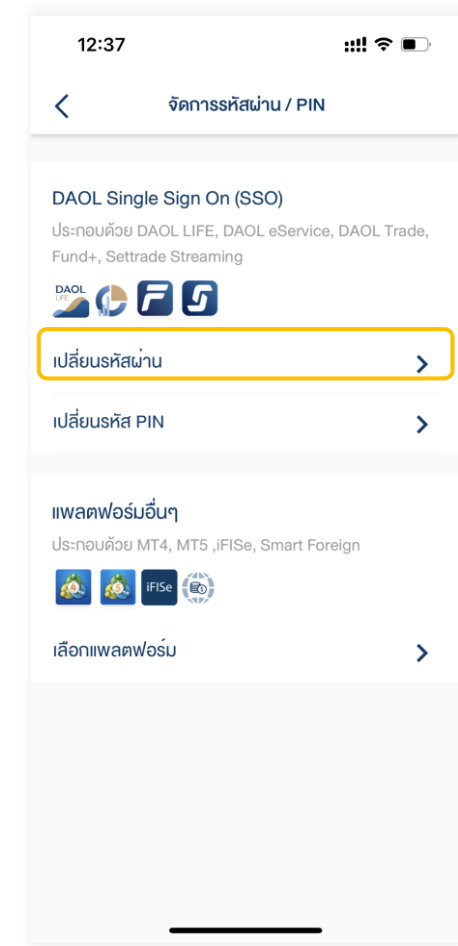 12:37
จัดการรหัสผ่าน / PIN
DAOL Single Sign On (SSO)
ประกอบด้วย DAOL LIFE, DAOL eService, DAOL Trade,
Fund+, Settrade Streaming
DAOL
LIFE
เปลี่ยนรหัสผ่าน
เปลี่ยนรหัส PIN
แพลตฟอร์มอื่นๆ
ประกอบด้วย MT4, MT5 ,iFISe, Smart Foreign
4 5 iFISe
เลือกแพลตฟอร์ม